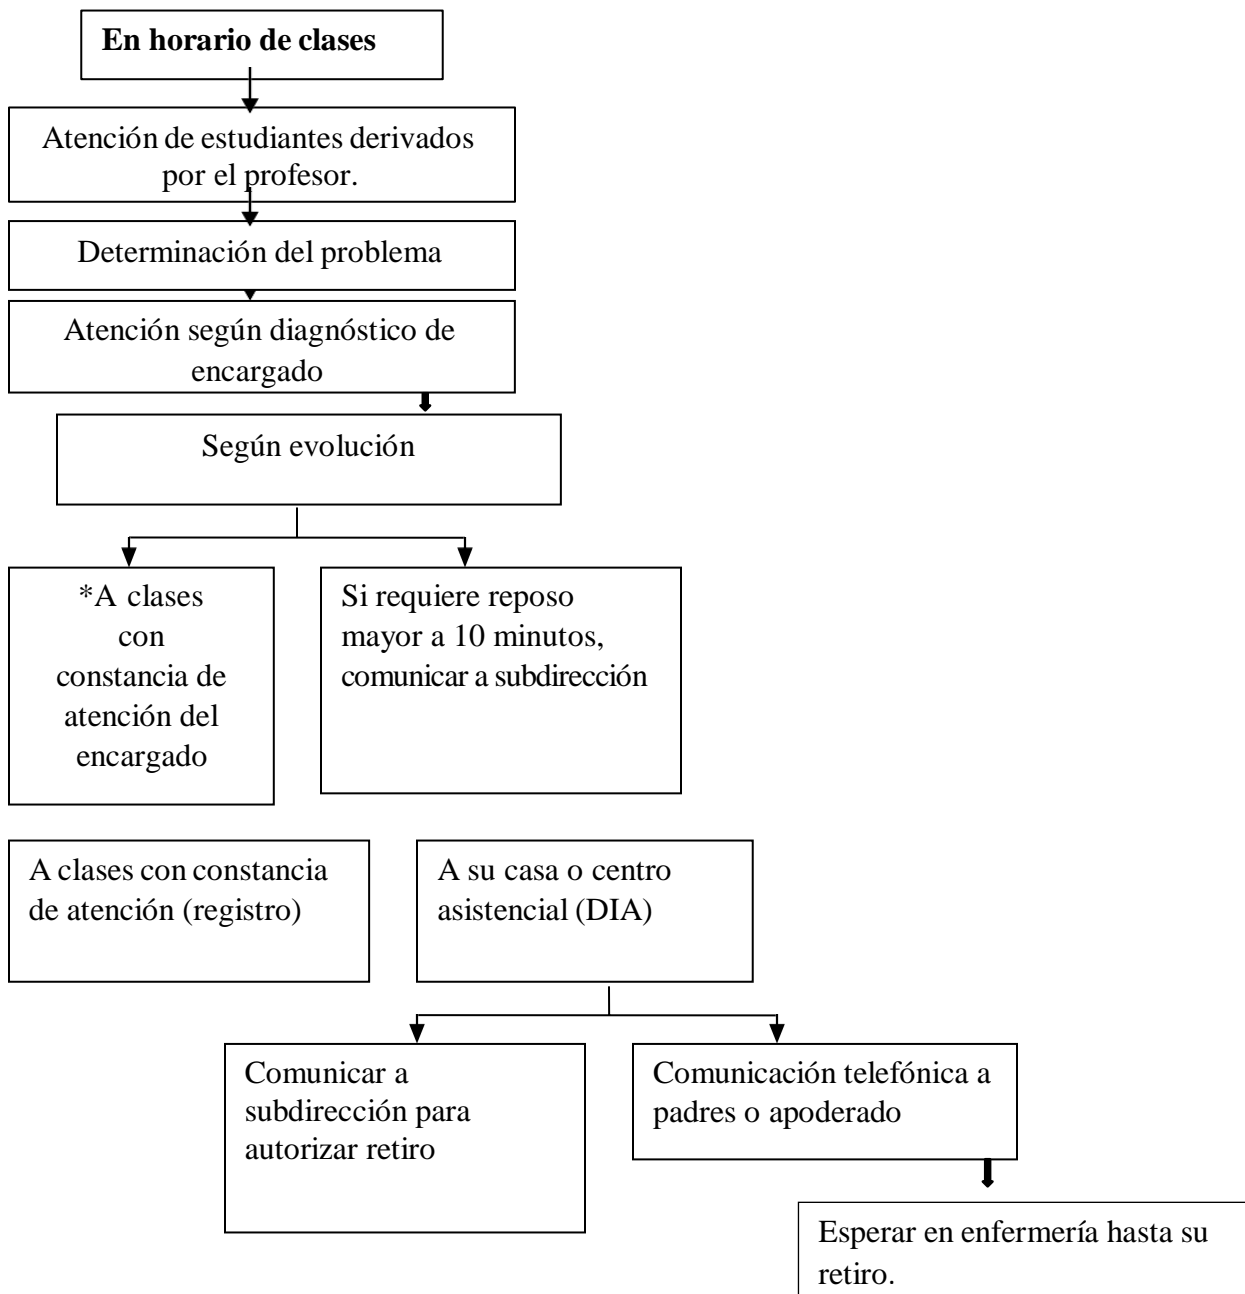 En horario de clases
Atención de estudiantes derivados
por el profesor.
Determinación del problema
Atención según diagnóstico de
encargado
Según evolución
*A clases
con
constancia de
atención del
encargado
Si requiere reposo
mayor a 10 minutos,
comunicar a subdirección
A clases con constancia
de atención (registro)
A su casa o centro
asistencial (DIA)
Comunicar a
subdirección para
autorizar retiro
Comunicación telefónica a
padres o apoderado
Esperar en enfermería hasta su
retiro.